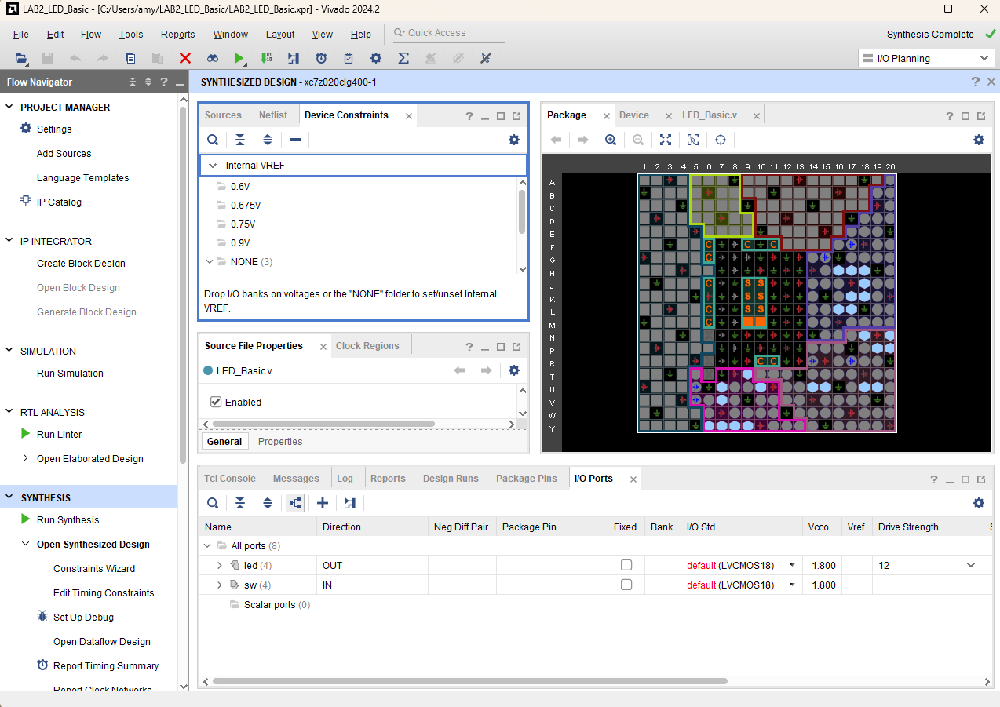 LAB2_LED_Basic - [C:/Users/amy/LAB2_LED_Basic/LAB2_LED_Basic.xpr] - Vivado 2024.2
File Edit Flow Tools Reports Window Layout View Help Quick Access
Synthesis Complete
I/O Planning
Flow Navigator
PROJECT MANAGER
Settings
Add Sources
Language Templates
IP Catalog
IP INTEGRATOR
Create Block Design
Open Block Design
Generate Block Design
SIMULATION
Run Simulation
RTL ANALYSIS
Run Linter
Open Elaborated Design
SYNTHESIS
Run Synthesis
Open Synthesized Design
Constraints Wizard
Edit Timing Constraints
Set Up Debug
Open Dataflow Design
Report Timing Summary
Report Clock Networks
SYNTHESIZED DESIGN - xc7z020clg400-1
Sources Netlist Device Constraints
Internal VREF
0.6V
0.675V
0.75V
0.9V
NONE (3)
Drop I/O banks on voltages or the "NONE" folder to set/unset Internal
VREF.
Source File Properties Clock Regions
LED_Basic.v
Enabled
General Properties
Package Device LED_Basic.v
1 2 3 4 5 6 7 8 9 10 11 12 13 14 15 16 17 18 19 20
A
B
C
D
E
F C C C
G C
H
J C S S
K C S S
L C S S
M C
N
P
R C C
T
U
V
W
Y
Tcl Console Messages Log Reports Design Runs Package Pins I/O Ports
Name Direction Neg Diff Pair Package Pin Fixed Bank I/O Std Vcco Vref Drive Strength
All ports (8)
led (4) OUT default (LVCMOS18) 1.800 12
sw (4) IN default (LVCMOS18) 1.800
Scalar ports (0)